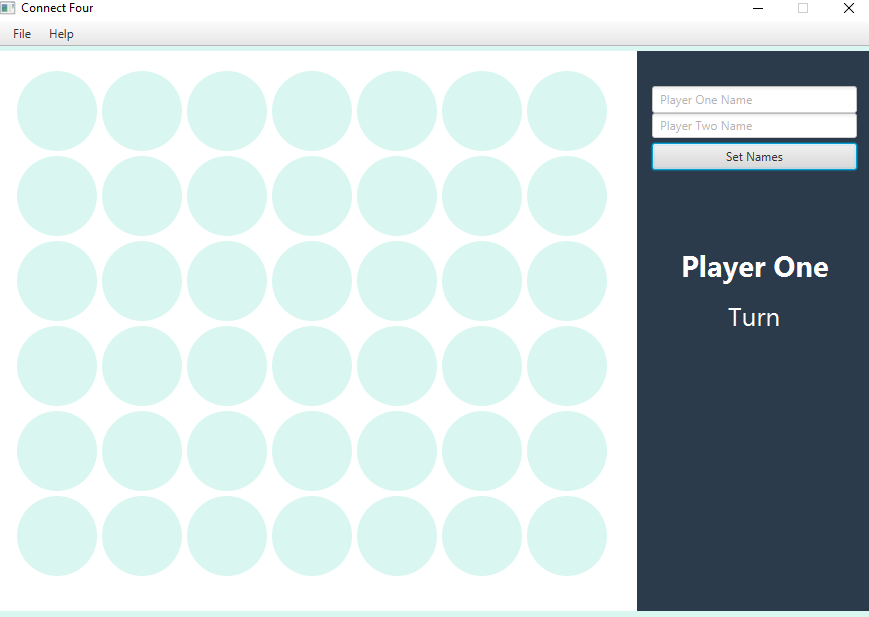 Connect Four
File Help
Player One Name
Player Two Name
Set Names
Player One
Turn